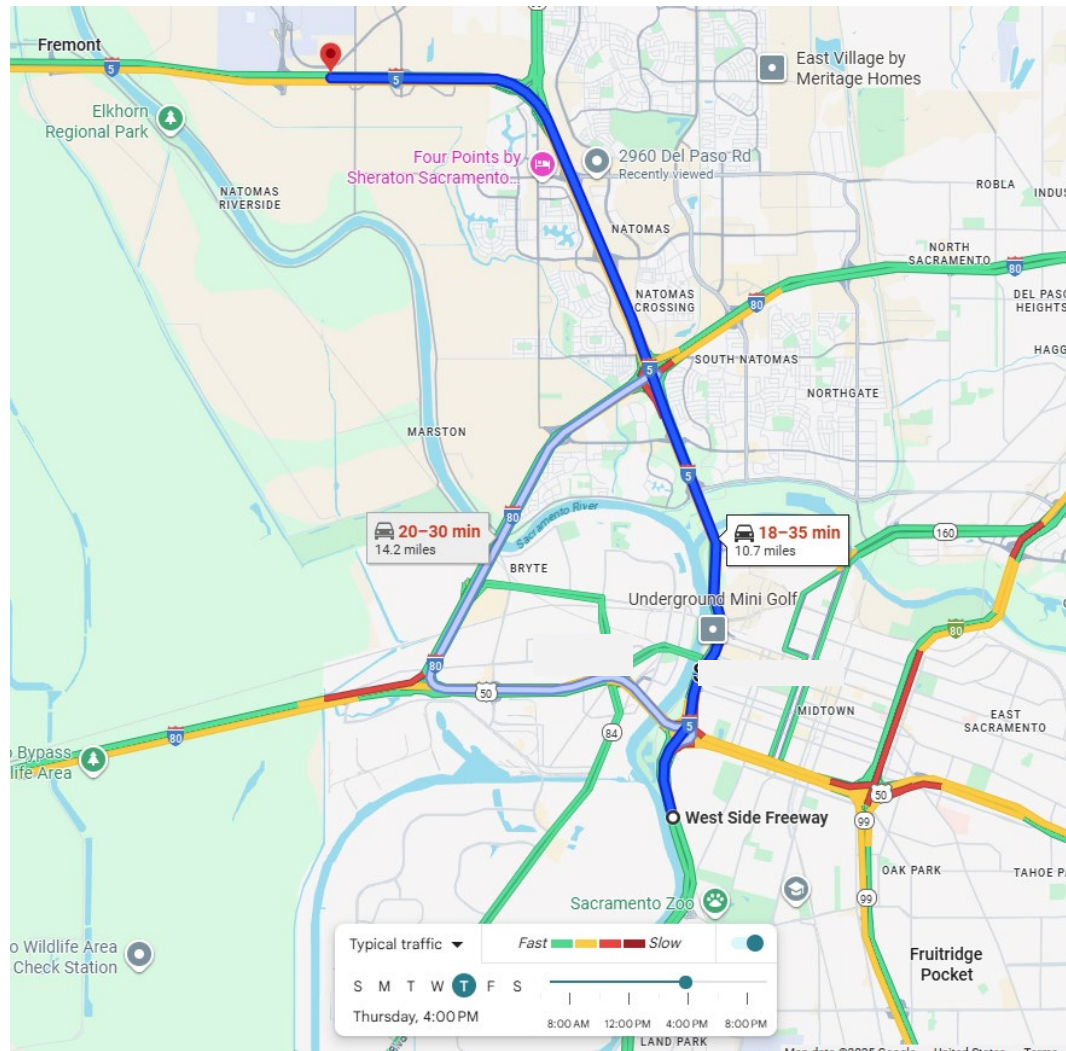 Fremont
5
5
East Village by
Meritage Homes
Elkhorn
Regional Park
Four Points by
Sheraton Sacramento...
2960 Del Paso Rd
Recently viewed
ROBLA
NATOMAS
RIVERSIDE
INDUS
NATOMAS
NORTH
SACRAMENTO
80
NATOMAS
CROSSING
80
DEL PASO
HEIGHTS
HAGG
5
SOUTH NATOMAS
NORTHGATE
MARSTON
5
80
Sacramento River
20–30 min
14.2 miles
18–35 min
10.7 miles
160
BRYTE
Underground Mini Golf
80
80
50
MIDTOWN
EAST
SACRAMENTO
5
84
80
o Bypass
life Area
50
West Side Freeway
99
OAK PARK
TAHOE P
99
Sacramento Zoo
o Wildlife Area
Check Station
Fruitridge
Pocket
Typical traffic
Fast
Slow
S M T W T F S
Thursday, 4:00 PM
8:00 AM 12:00 PM 4:00 PM 8:00 PM
LAND PARK